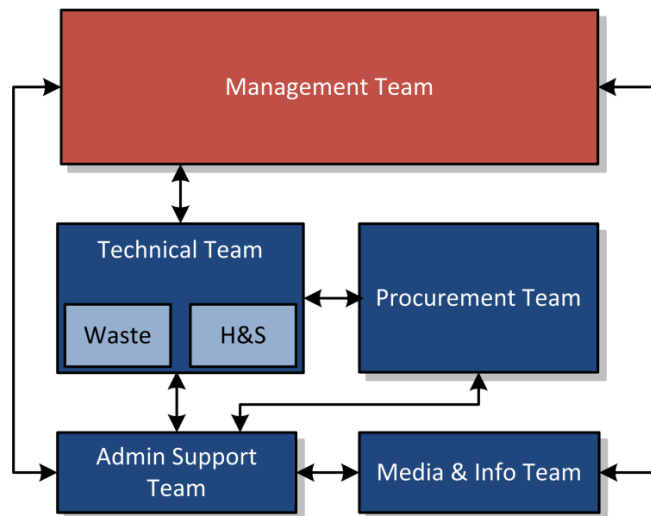 Management Team
Technical Team
Procurement Team
Waste
H&S
Admin Support
Team
Media & Info Team